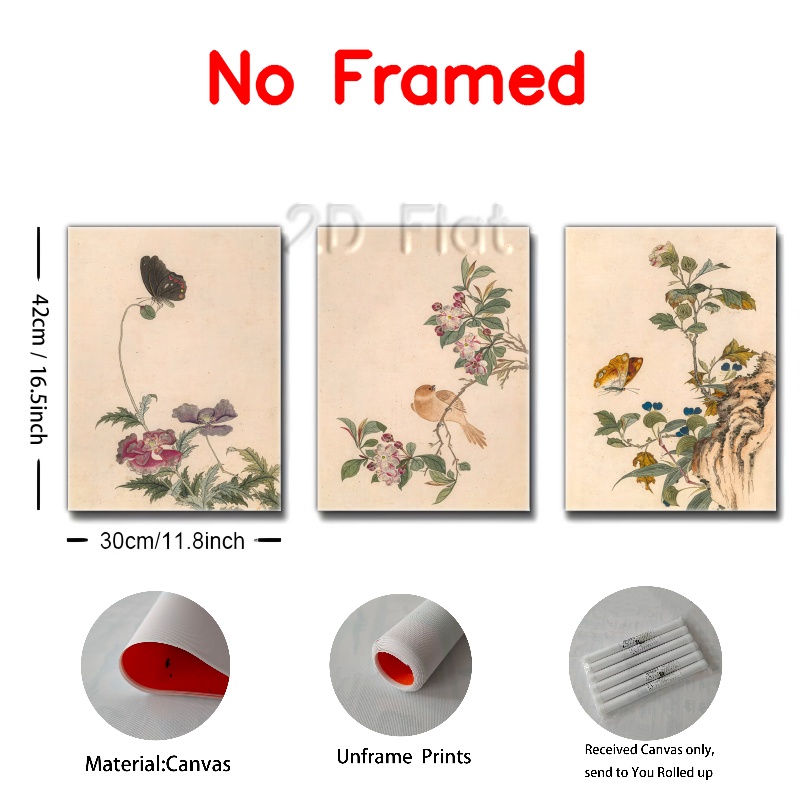 No Framed
2.D Flat
42cm / 16.5inch
30cm/11.8inch
Material:Canvas
Unframe Prints
Received Canvas only,
send to You Rolled up